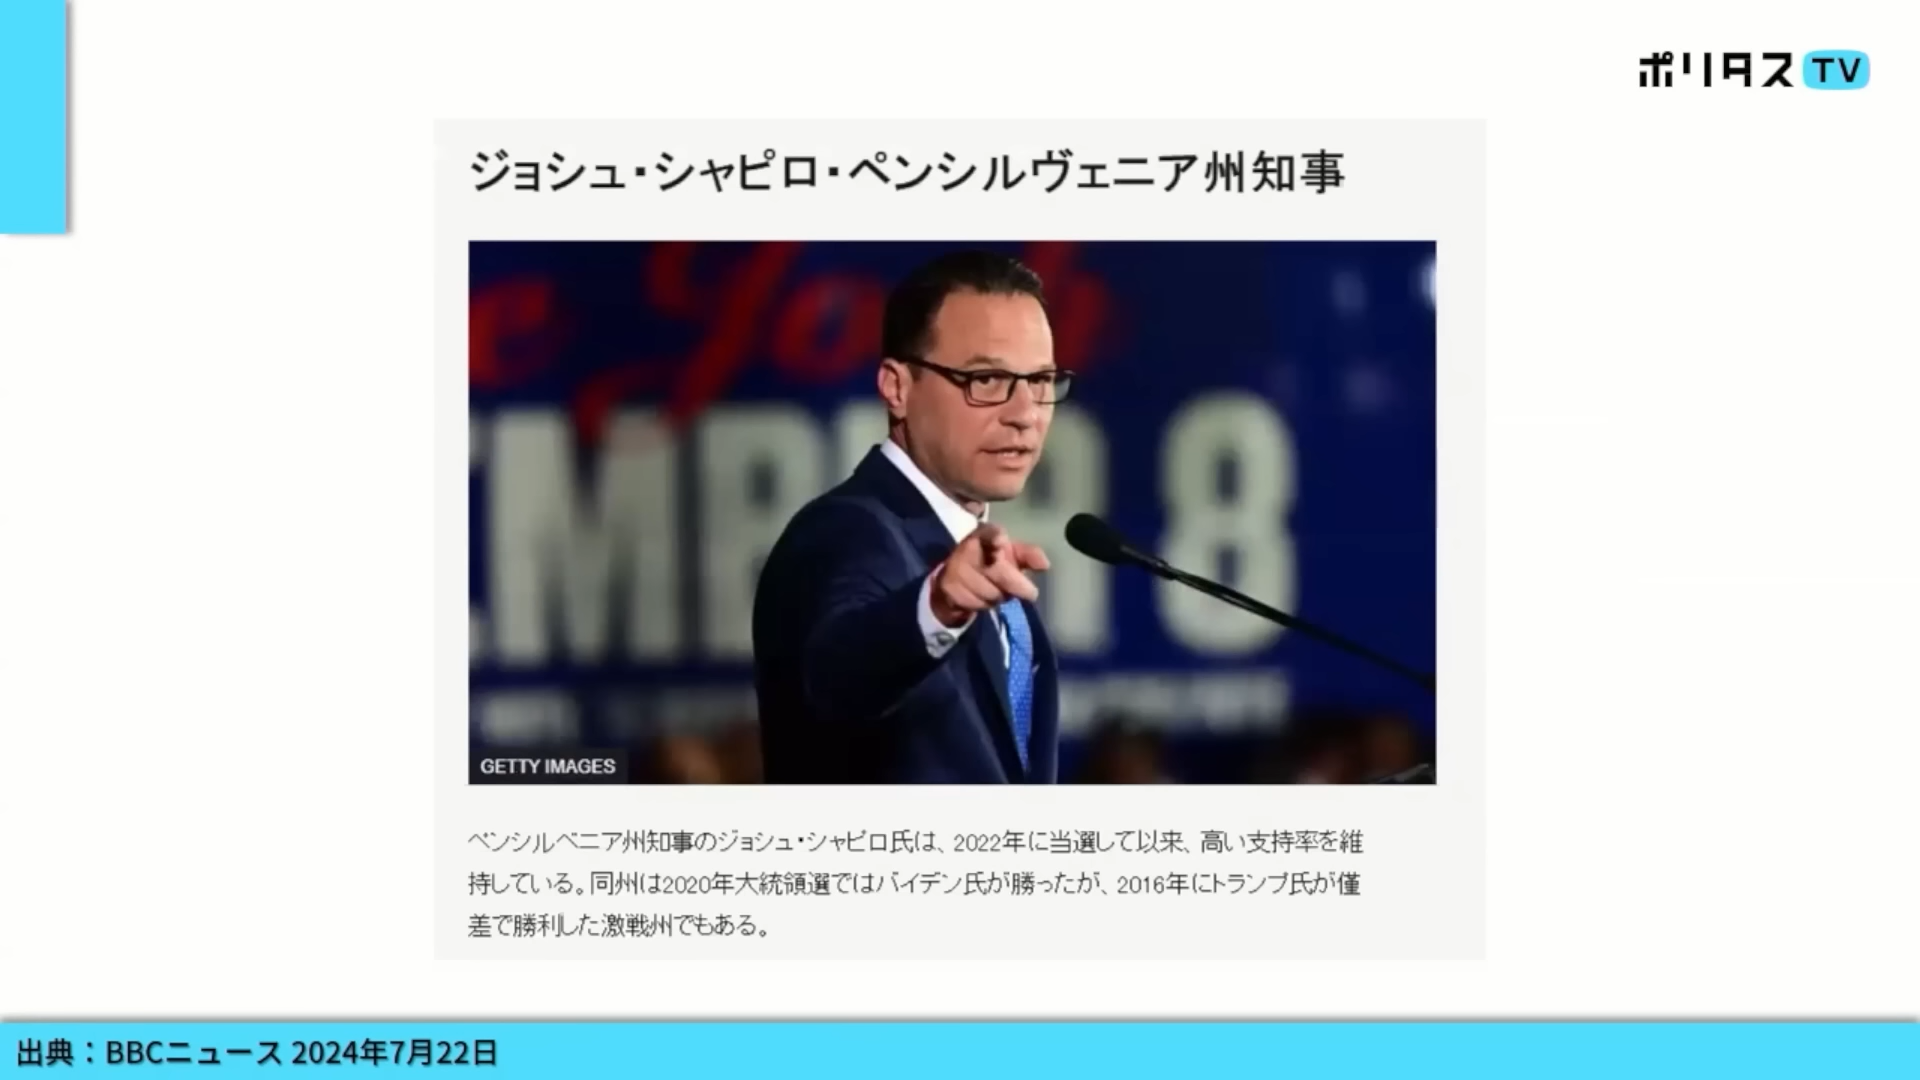 ポリタスTV
ジョシュ・シャピロ・ペンシルヴェニア州知事
e Job
EMBER 8
GETTY IMAGES
ペンシルベニア州知事のジョシュ・シャピロ氏は、2022年に当選して以来、高い支持率を維
持している。同州は2020年大統領選ではバイデン氏が勝ったが、2016年にトランプ氏が僅
差で勝利した激戦州でもある。
出典：BBCニュース 2024年7月22日